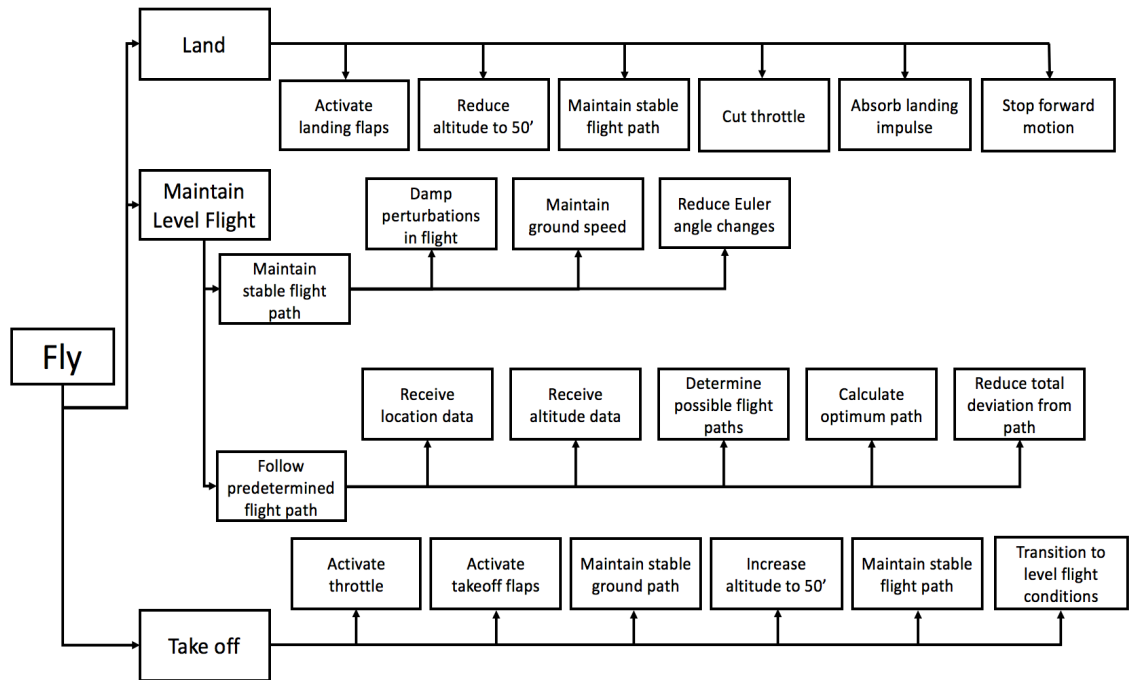 Land
Activate
landing flaps
Reduce
altitude to 50’
Maintain stable
flight path
Cut throttle
Absorb landing
impulse
Stop forward
motion
Maintain
Level Flight
Damp
perturbations
in flight
Maintain
ground speed
Reduce Euler
angle changes
Maintain
stable flight
path
Fly
Receive
location data
Receive
altitude data
Determine
possible flight
paths
Calculate
optimum path
Reduce total
deviation from
path
Follow
predetermined
flight path
Activate
throttle
Activate
takeoff flaps
Maintain stable
ground path
Increase
altitude to 50’
Maintain stable
flight path
Transition to
level flight
conditions
Take off